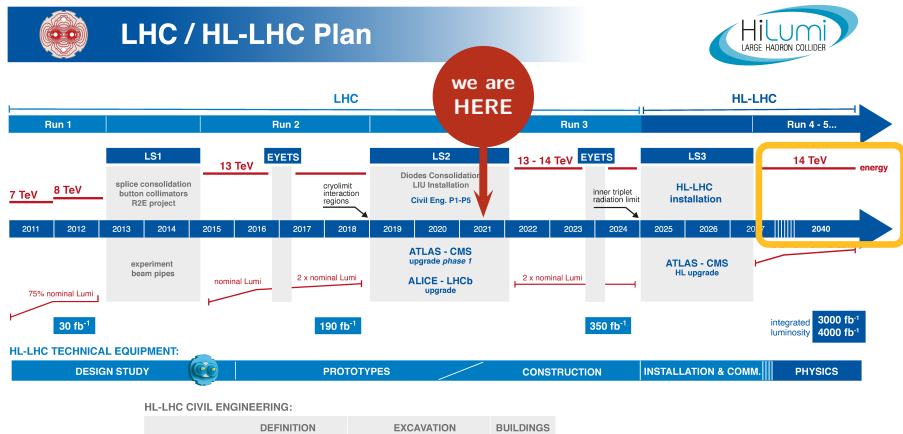 LHC / HL-LHC Plan
HiLumi
LARGE HADRON COLLIDER
we are
HERE
LHC
HL-LHC
Run 1
Run 2
Run 3
Run 4 - 5...
LS1
EYETS
LS2
EYETS
LS3
13 TeV
13 - 14 TeV
14 TeV
energy
7 TeV
8 TeV
splice consolidation
button collimators
R2E project
cryolimit
interaction
regions
Diodes Consolidation
LIU Installation
Civil Eng. P1-P5
inner triplet
radiation limit
HL-LHC
installation
2011 2012 2013 2014 2015 2016 2017 2018 2019 2020 2021 2022 2023 2024 2025 2026 2040
experiment
beam pipes
ATLAS - CMS
upgrade phase 1
ALICE - LHCb
upgrade
ATLAS - CMS
HL upgrade
75% nominal Lumi
nominal Lumi
2 x nominal Lumi
2 x nominal Lumi
30 fb-1
190 fb-1
350 fb-1
integrated
luminosity
3000 fb-1
4000 fb-1
HL-LHC TECHNICAL EQUIPMENT:
DESIGN STUDY
PROTOTYPES
CONSTRUCTION
INSTALLATION & COMM.
PHYSICS
HL-LHC CIVIL ENGINEERING:
DEFINITION
EXCAVATION
BUILDINGS